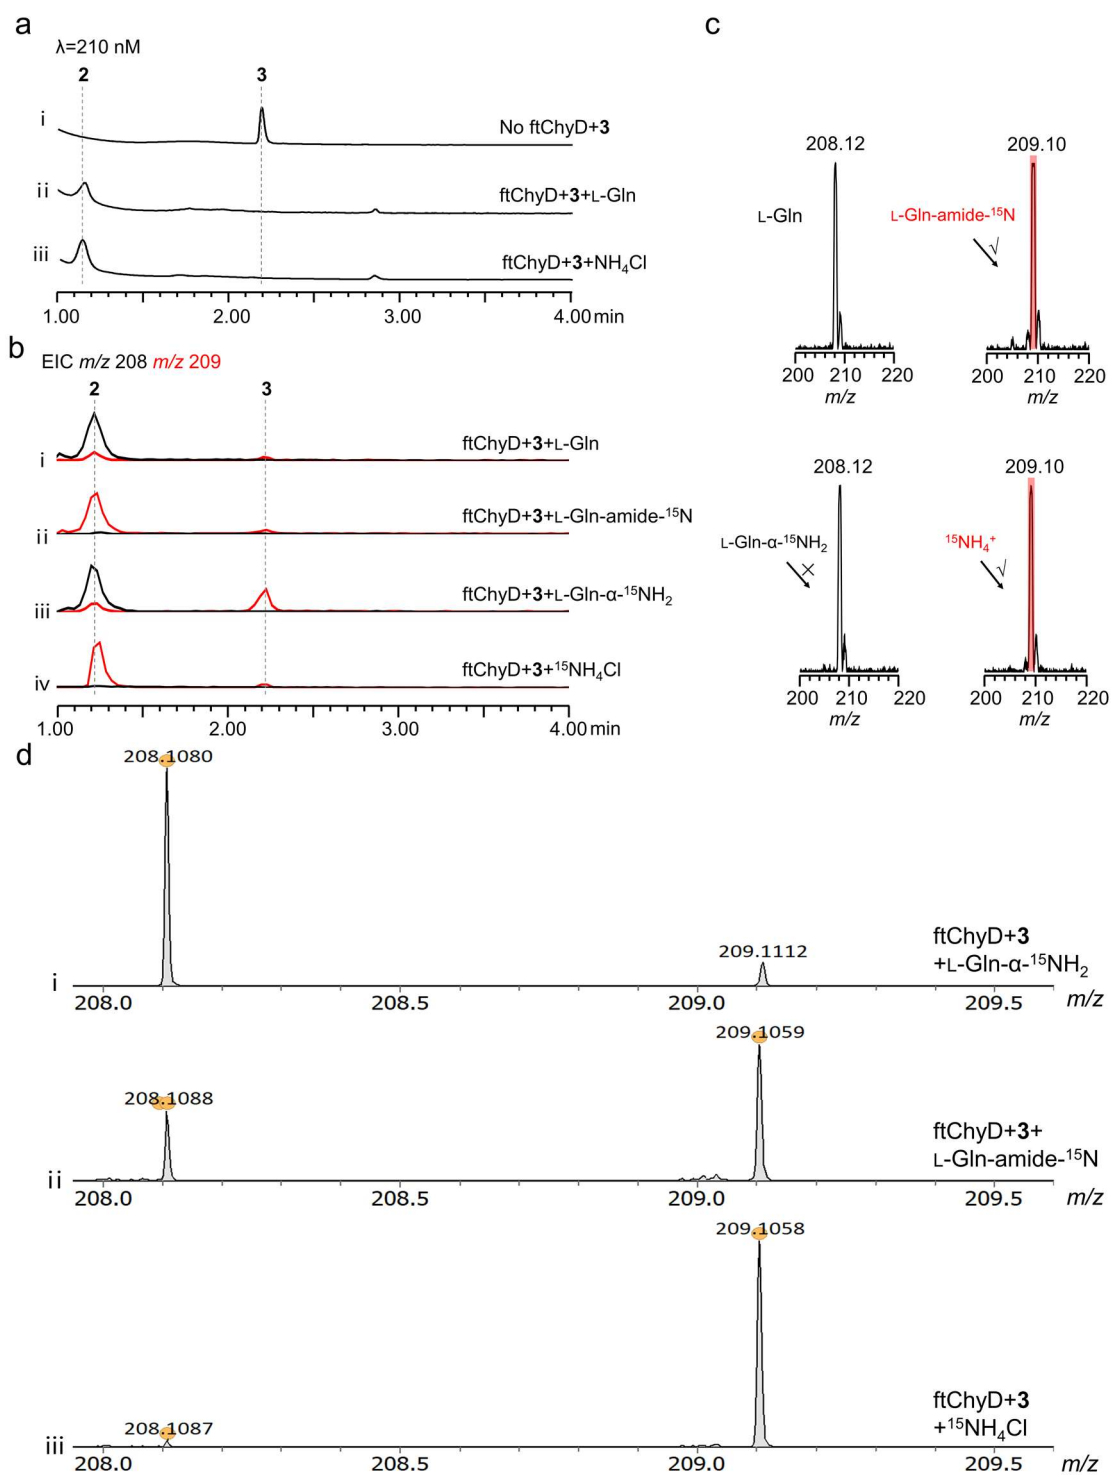 a
λ=210 nM
2 3
i
No ftChyD+3
ii
ftChyD+3+L-Gln
iii
ftChyD+3+NH₄Cl
1.00 2.00 3.00 4.00 min
b
EIC m/z 208 m/z 209
2 3
i
ftChyD+3+L-Gln
ii
ftChyD+3+L-Gln-amide-¹⁵N
iii
ftChyD+3+L-Gln-α-¹⁵NH₂
iv
ftChyD+3+¹⁵NH₄Cl
1.00 2.00 3.00 4.00 min
c
208.12
L-Gln
200 210 220
m/z
209.10
L-Gln-amide-¹⁵N
√
200 210 220
m/z
208.12
L-Gln-α-¹⁵NH₂
×
200 210 220
m/z
209.10
¹⁵NH₄⁺
√
200 210 220
m/z
d
208.1080
209.1112
i
ftChyD+3
+L-Gln-α-¹⁵NH₂
208.0 208.5 209.0 209.5 m/z
208.1088
209.1059
ii
ftChyD+3+
L-Gln-amide-¹⁵N
208.0 208.5 209.0 209.5 m/z
208.1087
209.1058
iii
ftChyD+3
+¹⁵NH₄Cl
208.0 208.5 209.0 209.5 m/z